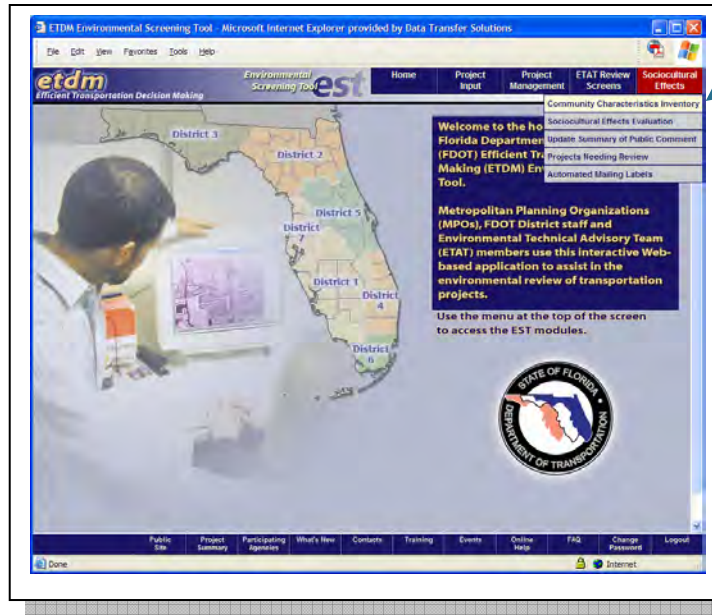 ETDM Environmental Screening Tool - Microsoft Internet Explorer provided by Data Transfer Solutions
File Edit View Favorites Tools Help
etdm
Efficient Transportation Decision Making
Environmental
Screening Tool est
Home
Project
Input
Project
Management
ETAT Review
Screens
Sociocultural
Effects
Community Characteristics Inventory
Sociocultural Effects Evaluation
Update Summary of Public Comment
Projects Needing Review
Automated Mailing Labels
District 3
District 2
District 5
District
7
District 1
District
4
District
6
Welcome to the ho
Florida Departmen
(FDOT) Efficient Tra
Making (ETDM) En
Tool.
Metropolitan Planning Organizations
(MPOs), FDOT District staff and
Environmental Technical Advisory Team
(ETAT) members use this interactive Web-
based application to assist in the
environmental review of transportation
projects.
Use the menu at the top of the screen
to access the EST modules.
STATE OF FLORIDA
DEPARTMENT OF TRANSPORTATION
Public
Site
Project
Summary
Participating
Agencies
What's New
Contacts
Training
Events
Online
Help
FAQ
Change
Password
Logout
Done
Internet